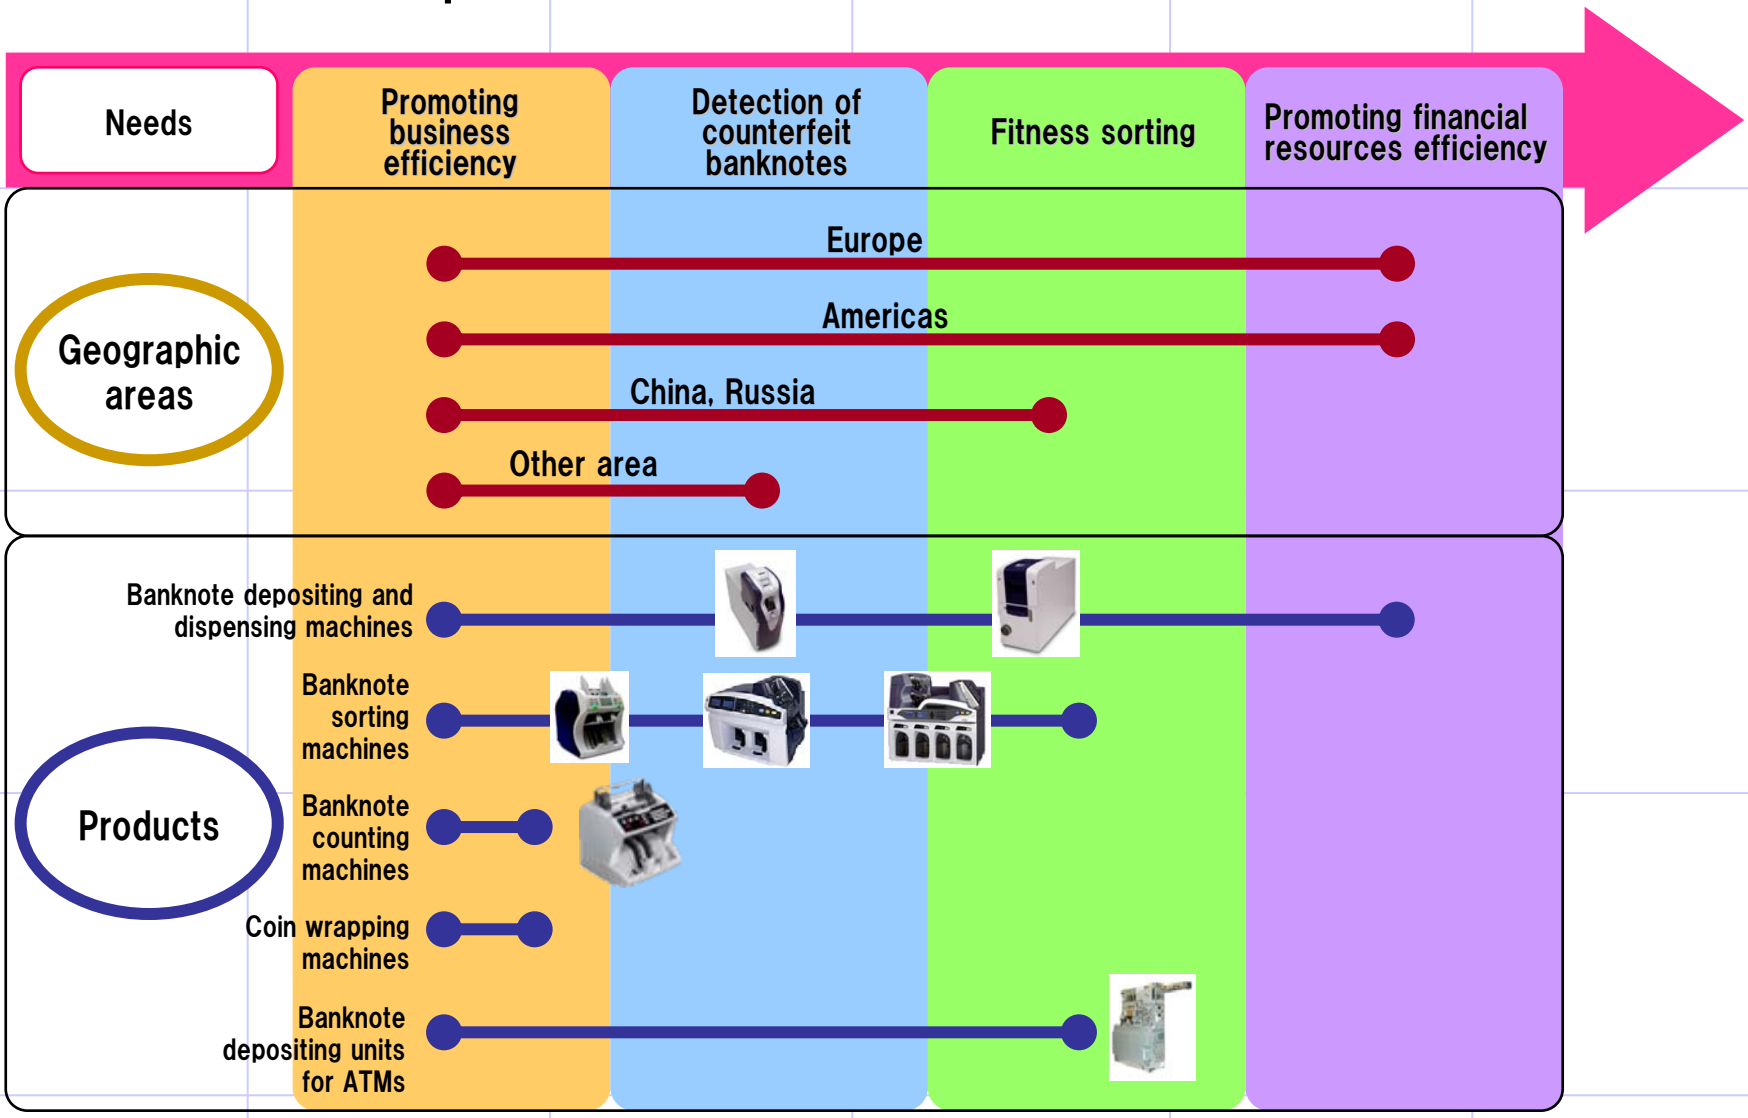 Needs
Promoting
business
efficiency
Detection of
counterfeit
banknotes
Fitness sorting
Promoting financial
resources efficiency
Geographic
areas
Europe
Americas
China, Russia
Other area
Products
Banknote depositing and
dispensing machines
Banknote
sorting
machines
Banknote
counting
machines
Coin wrapping
machines
Banknote
depositing units
for ATMs